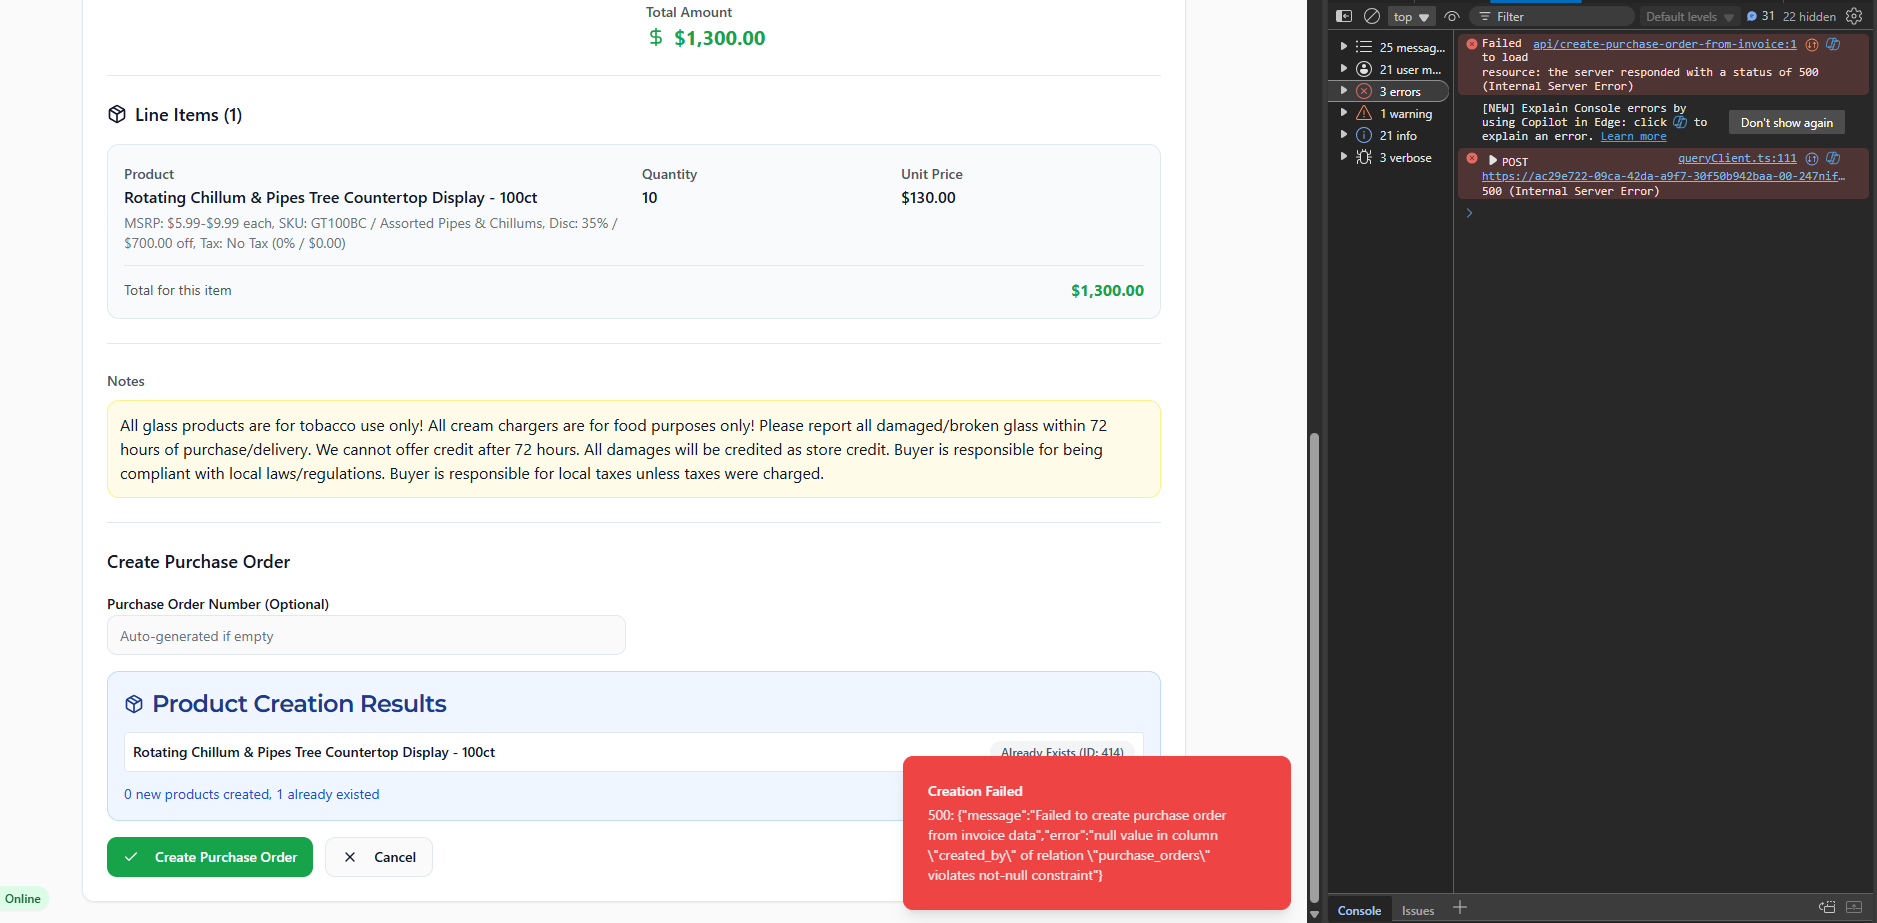 Total Amount
$1,300.00
Line Items (1)
Product
Quantity
Unit Price
Rotating Chillum & Pipes Tree Countertop Display - 100ct
10
$130.00
MSRP: $5.99-$9.99 each, SKU: GT100BC / Assorted Pipes & Chillums, Disc: 35% /
$700.00 off, Tax: No Tax (0% / $0.00)
Total for this item
$1,300.00
Notes
All glass products are for tobacco use only! All cream chargers are for food purposes only! Please report all damaged/broken glass within 72
hours of purchase/delivery. We cannot offer credit after 72 hours. All damages will be credited as store credit. Buyer is responsible for being
compliant with local laws/regulations. Buyer is responsible for local taxes unless taxes were charged.
Create Purchase Order
Purchase Order Number (Optional)
Auto-generated if empty
Product Creation Results
Rotating Chillum & Pipes Tree Countertop Display - 100ct
Already Exists (ID: 414)
0 new products created, 1 already existed
Create Purchase Order
Cancel
Online
Creation Failed
500: {"message":"Failed to create purchase order
from invoice data","error":"null value in column
\"created_by\" of relation \"purchase_orders\"
violates not-null constraint"}
top
Filter
Default levels
31
22 hidden
25 messag...
21 user m...
3 errors
1 warning
21 info
3 verbose
Failed api/create-purchase-order-from-invoice:1
to load
resource: the server responded with a status of 500
(Internal Server Error)
[NEW] Explain Console errors by
using Copilot in Edge: click to
explain an error. Learn more
Don't show again
POST queryClient.ts:111
https://ac29e722-09ca-42da-a9f7-30f50b942baa-00-247nif…
500 (Internal Server Error)
Console
Issues